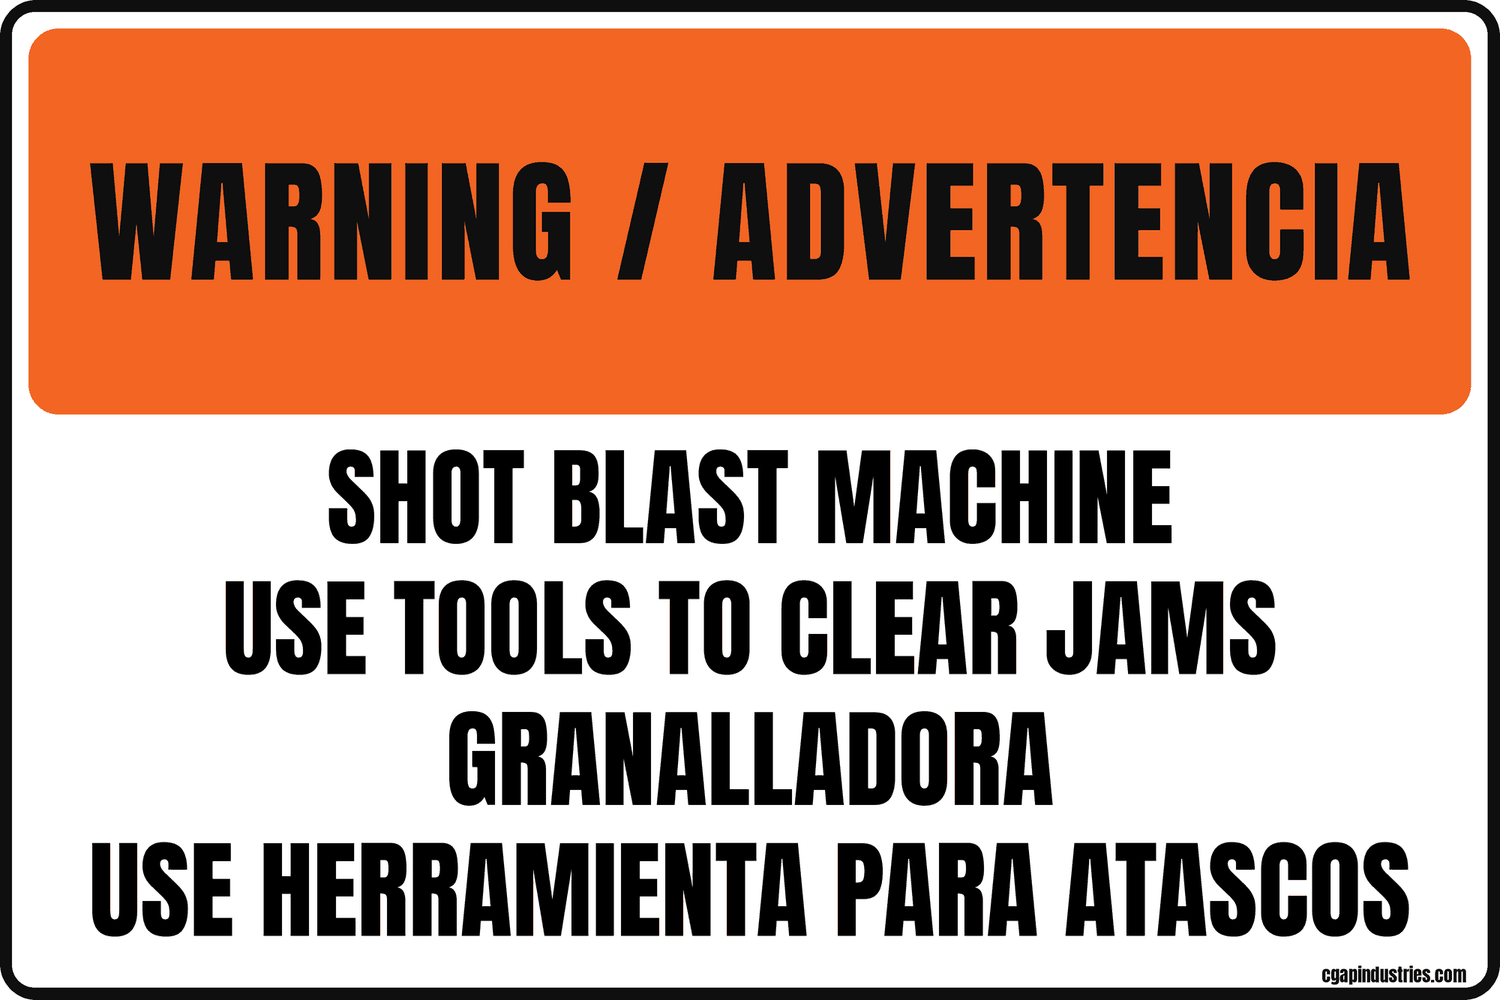 WARNING / ADVERTENCIA
SHOT BLAST MACHINE
USE TOOLS TO CLEAR JAMS
GRANALLADORA
USE HERRAMIENTA PARA ATASCOS
cgapindustries.com